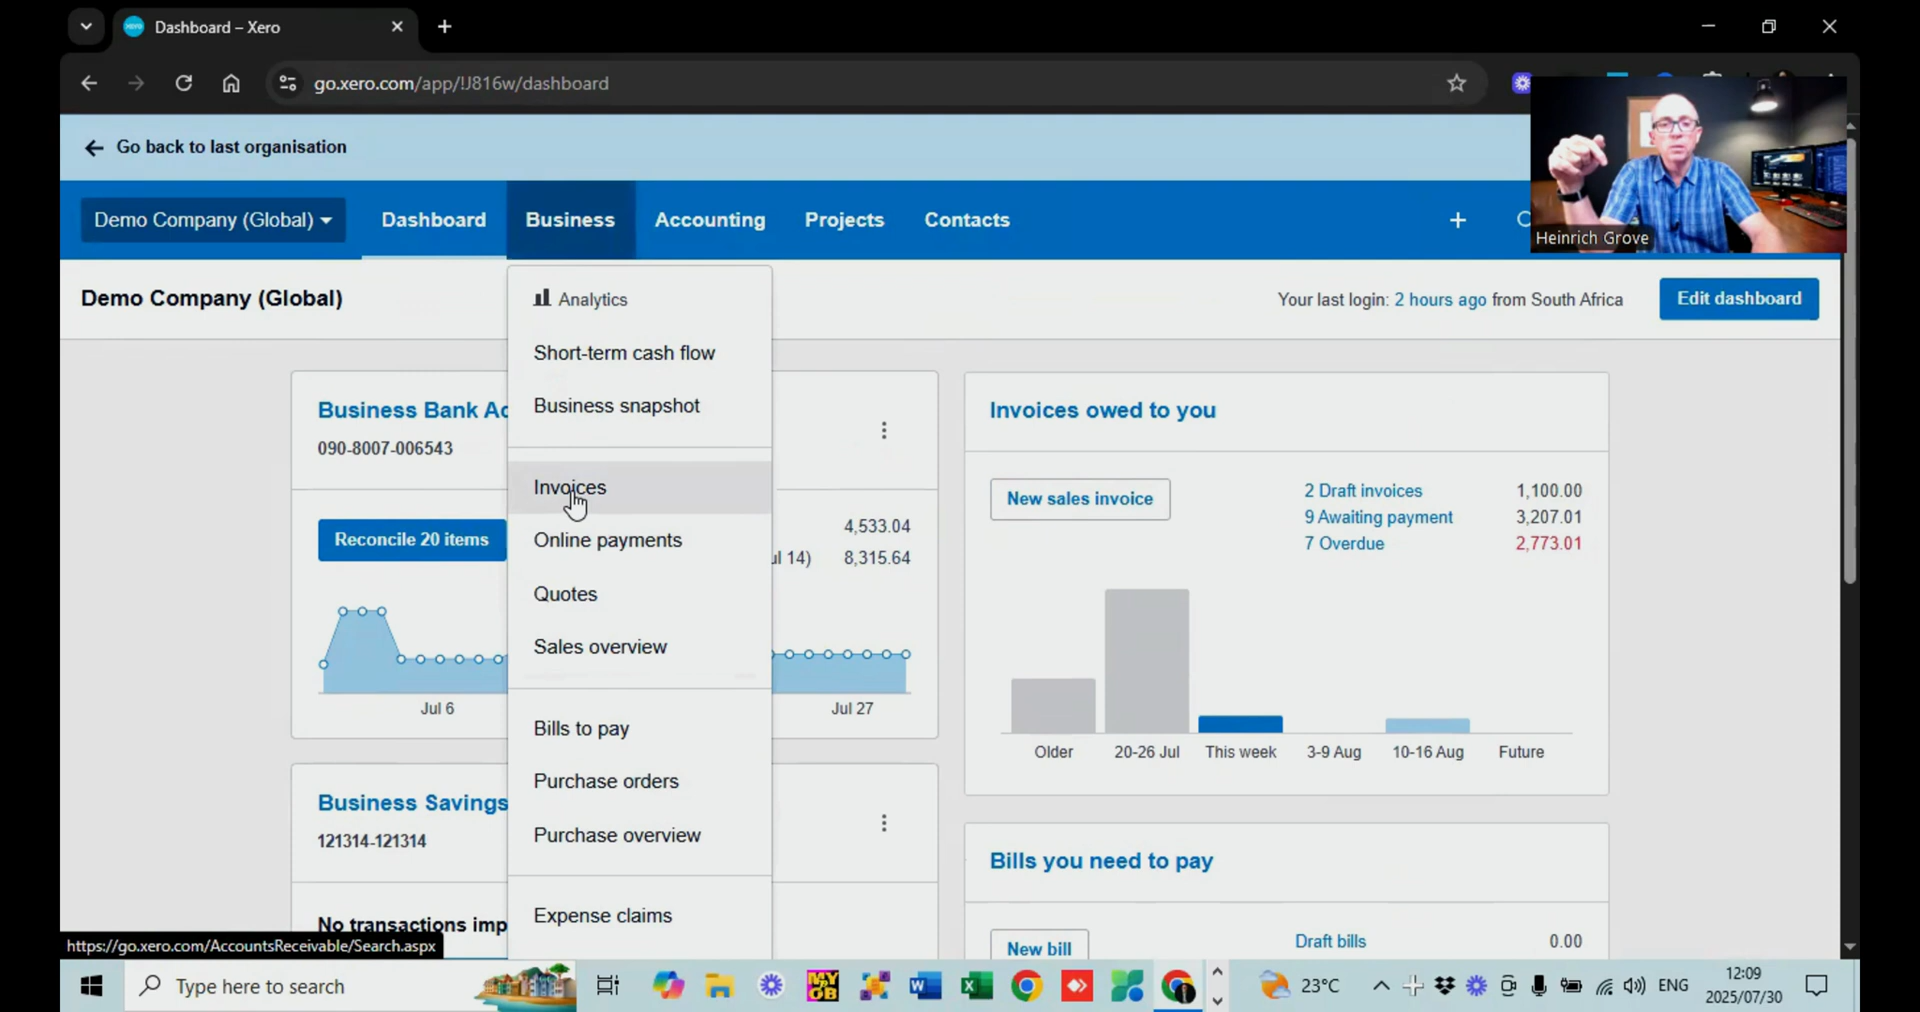 Dashboard – Xero
go.xero.com/app/!J816w/dashboard
Go back to last organisation
Demo Company (Global)
Dashboard
Business
Accounting
Projects
Contacts
Heinrich Grove
Demo Company (Global)
Your last login: 2 hours ago from South Africa
Edit dashboard
Analytics
Short-term cash flow
Business snapshot
Invoices
Online payments
Quotes
Sales overview
Bills to pay
Purchase orders
Purchase overview
Expense claims
Business Bank Ac
090-8007-006543
Reconcile 20 items
4,533.04
ul 14) 8,315.64
Jul 6
Jul 27
Business Savings
121314-121314
No transactions imp
Invoices owed to you
New sales invoice
2 Draft invoices 1,100.00
9 Awaiting payment 3,207.01
7 Overdue 2,773.01
Older
20-26 Jul
This week
3-9 Aug
10-16 Aug
Future
Bills you need to pay
New bill
Draft bills 0.00
https://go.xero.com/AccountsReceivable/Search.aspx
Type here to search
MYOB
23°C
ENG
12:09
2025/07/30